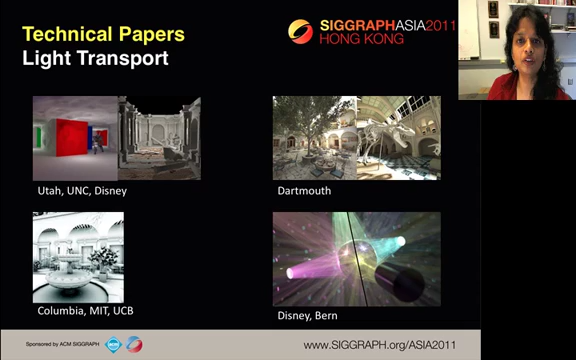 Technical Papers
Light Transport
SIGGRAPHASIA2011
HONG KONG
Utah, UNC, Disney
Dartmouth
Columbia, MIT, UCB
Disney, Bern
Sponsored by ACM SIGGRAPH
www.SIGGRAPH.org/ASIA2011